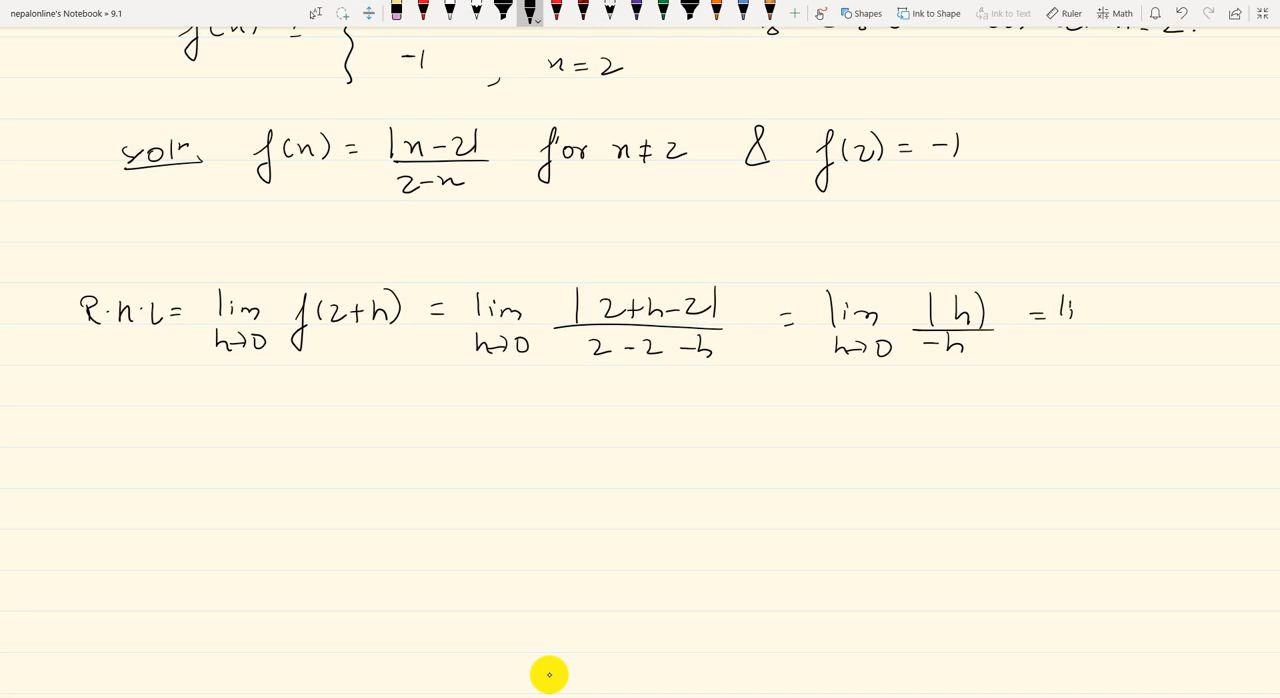 nepalonline's Notebook » 9.1
Shapes Ink to Shape Ink to Text Ruler Math
f(x) =
-1 , x = 2
soln. f(x) = |x-2| / 2-x for x ≠ 2 & f(2) = -1
R.H.L = lim h→0 f(2+h) = lim h→0 |2+h-2| / 2-2-h = lim h→0 |h| / -h =